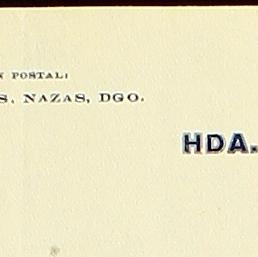 N POSTAL:
S. NAZAS, DGO.
HDA.